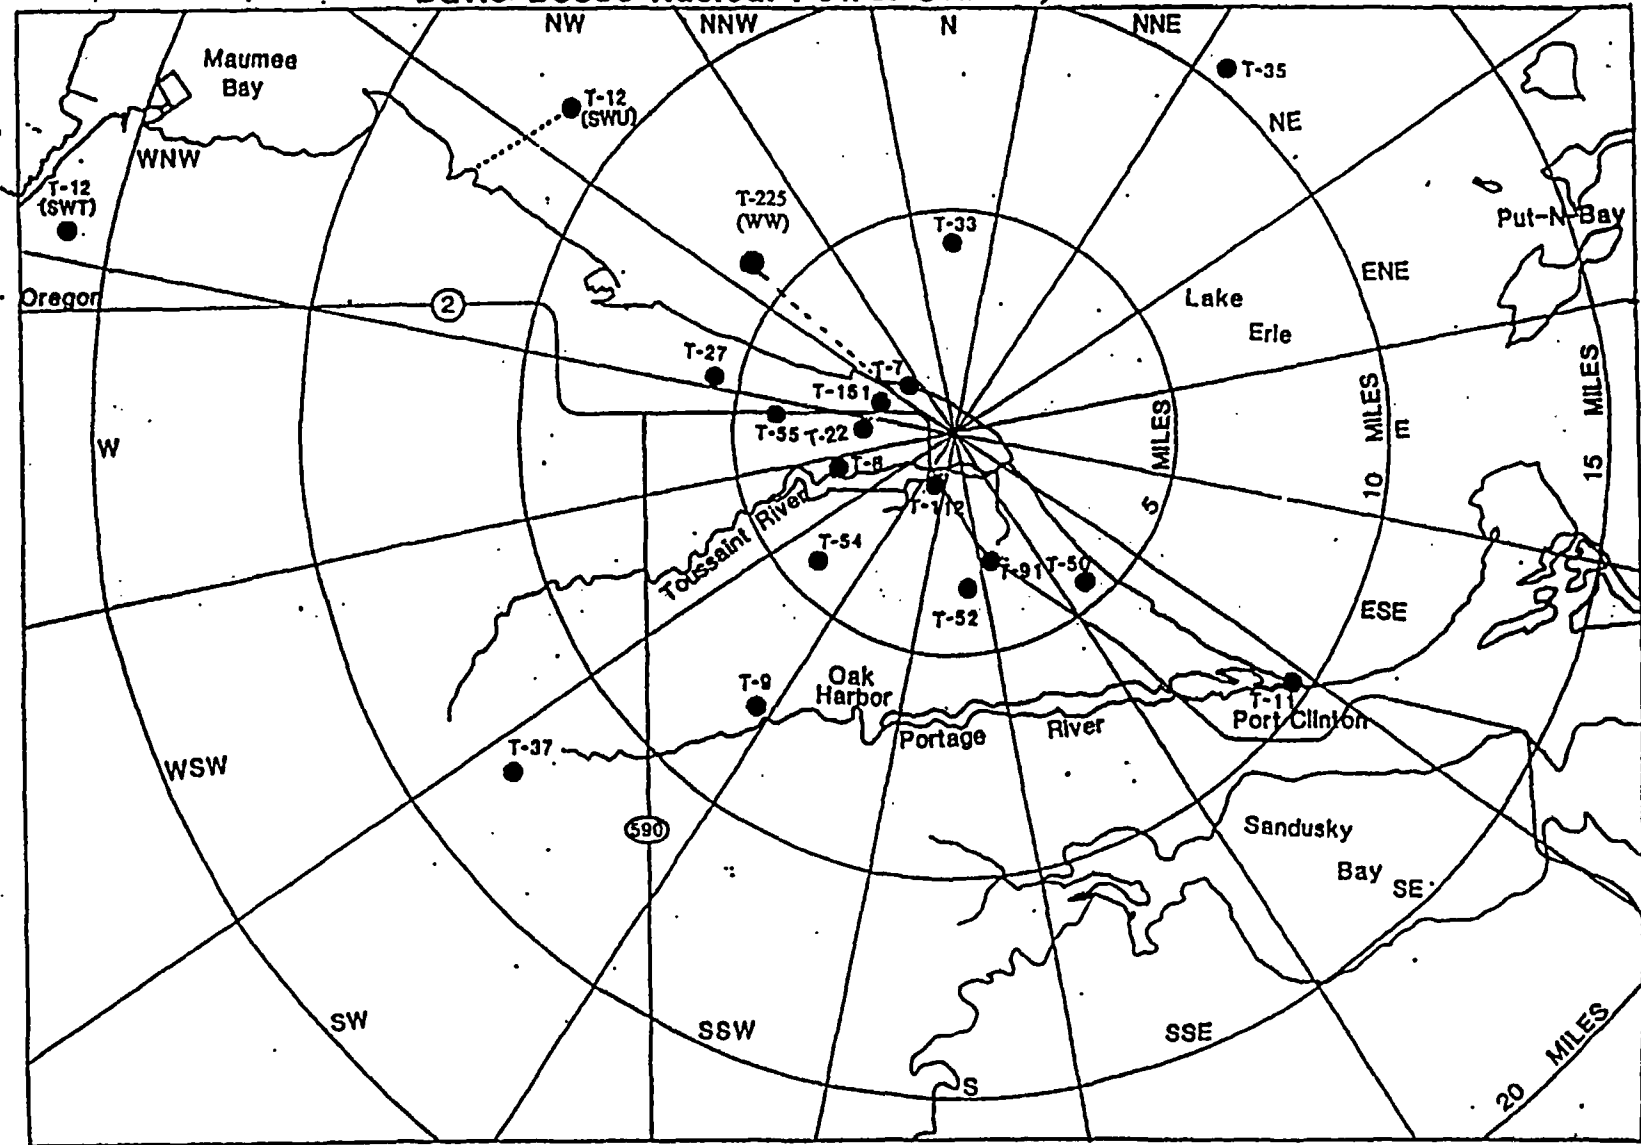 NW
NNW
N
NNE
Maumee
Bay
T-12
(SWU)
T-35
NE
WNW
T-12
(SWT)
T-225
(WW)
T-33
Put-N-Bay
ENE
Oregon
2
Lake
Erie
T-27
T-7
T-151
T-55
T-22
T-8
W
5 MILES
10 MILES
E
15 MILES
T-112
Toussaint River
T-54
T-91
T-50
T-52
ESE
T-9
Oak
Harbor
T-11
Port Clinton
Portage
River
T-37
WSW
590
Sandusky
Bay
SE
SW
SSW
SSE
S
20 MILES